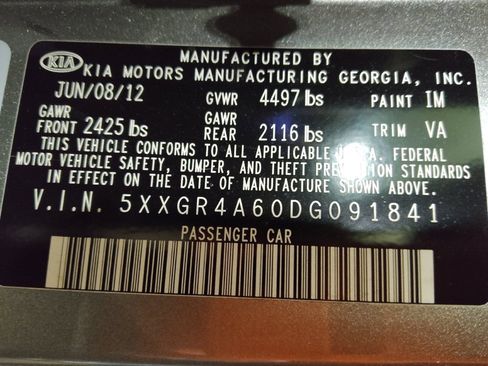 MANUFACTURED BY
KIA KIA MOTORS MANUFACTURING GEORGIA, INC.
JUN/08/12 GVWR 4497 lbs PAINT IM
GAWR FRONT 2425 lbs GAWR REAR 2116 lbs TRIM VA
THIS VEHICLE CONFORMS TO ALL APPLICABLE U.S.A. FEDERAL
MOTOR VEHICLE SAFETY, BUMPER, AND THEFT PREVENTION STANDARDS
IN EFFECT ON THE DATE OF MANUFACTURE SHOWN ABOVE
V.I.N. 5XXGR4A60DG091841
PASSENGER CAR